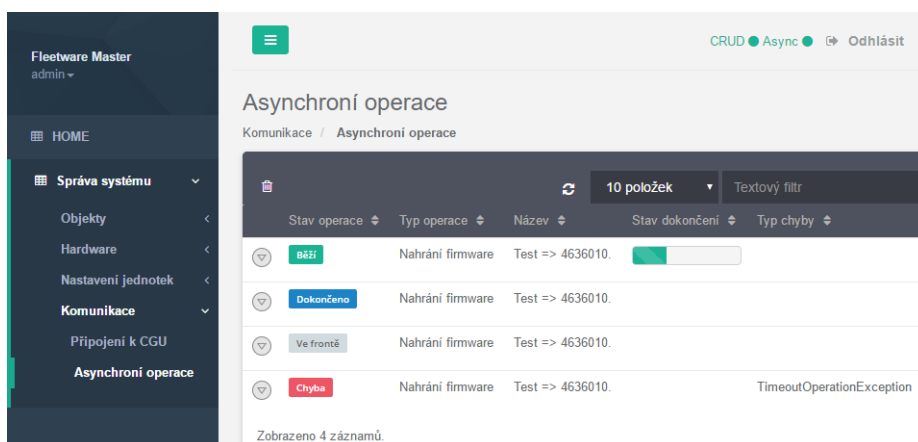 Fleetware Master
admin
HOME
Správa systému
Objekty
Hardware
Nastavení jednotek
Komunikace
Připojení k CGU
Asynchroní operace
CRUD Async Odhlásit
Asynchroní operace
Komunikace / Asynchroní operace
10 položek Textový filtr
Stav operace Typ operace Název Stav dokončení Typ chyby
Běží Nahrání firmware Test => 4636010.
Dokončeno Nahrání firmware Test => 4636010.
Ve frontě Nahrání firmware Test => 4636010.
Chyba Nahrání firmware Test => 4636010. TimeoutOperationException
Zobrazeno 4 záznamů.